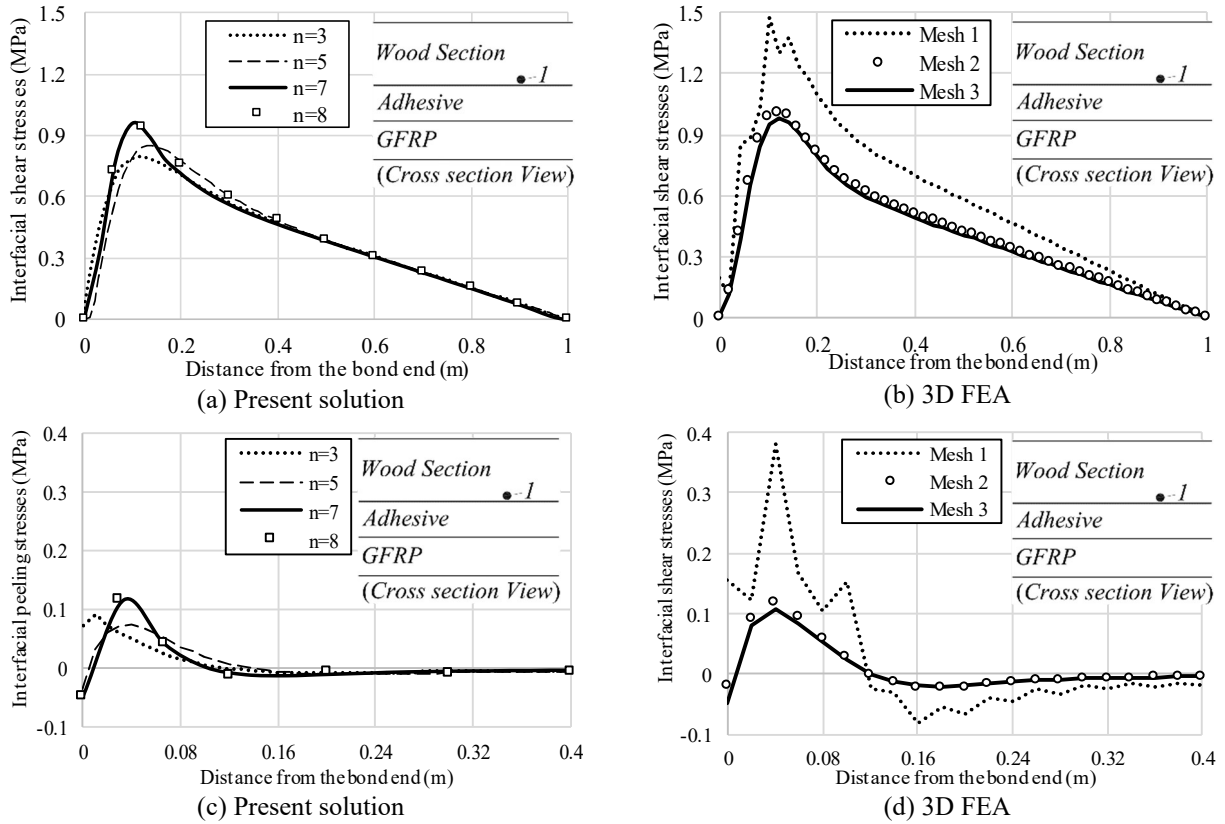 Interfacial shear stresses (MPa)
1.5
1.2
0.9
0.6
0.3
0
n=3
n=5
n=7
n=8
Wood Section
1
Adhesive
GFRP
(Cross section View)
0 0.2 0.4 0.6 0.8 1
Distance from the bond end (m)
(a) Present solution
Interfacial shear stresses (MPa)
1.5
1.2
0.9
0.6
0.3
0
Mesh 1
Mesh 2
Mesh 3
Wood Section
1
Adhesive
GFRP
(Cross section View)
0 0.2 0.4 0.6 0.8 1
Distance from the bond end (m)
(b) 3D FEA
Interfacial peeling stresses (MPa)
0.4
0.3
0.2
0.1
0
-0.1
n=3
n=5
n=7
n=8
Wood Section
1
Adhesive
GFRP
(Cross section View)
0 0.08 0.16 0.24 0.32 0.4
Distance from the bond end (m)
(c) Present solution
Interfacial shear stresses (MPa)
0.4
0.3
0.2
0.1
0
-0.1
Mesh 1
Mesh 2
Mesh 3
Wood Section
1
Adhesive
GFRP
(Cross section View)
0 0.08 0.16 0.24 0.32 0.4
Distance from the bond end (m)
(d) 3D FEA